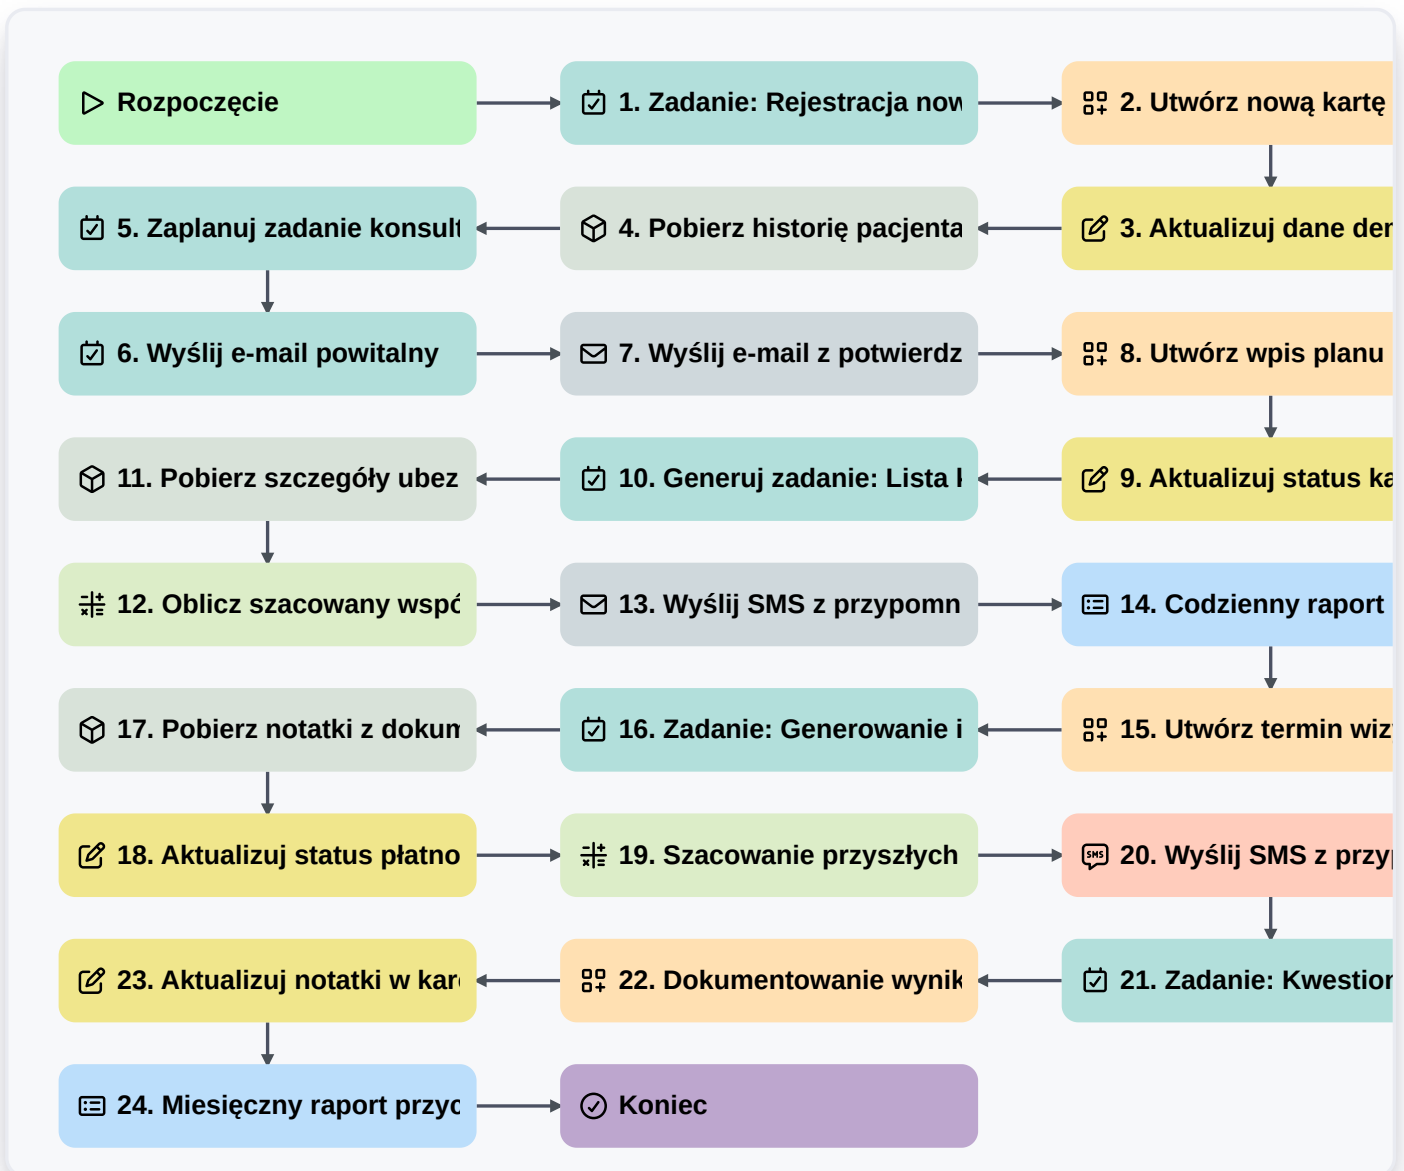 Rozpoczęcie
1. Zadanie: Rejestracja now
2. Utwórz nową kartę
3. Aktualizuj dane
4. Pobierz historię pacjenta
5. Zaplanuj zadanie konsult
6. Wyślij e-mail powitalny
7. Wyślij e-mail z potwierdz
8. Utwórz wpis planu
9. Aktualizuj status ka
10. Generuj zadanie: Lista
11. Pobierz szczegóły ubez
12. Oblicz szacowany wspó
13. Wyślij SMS z przypomn
14. Codzienny raport
15. Utwórz termin wiz
16. Zadanie: Generowanie i
17. Pobierz notatki z dokum
18. Aktualizuj status płatno
19. Szacowanie przyszłych
SMS
20. Wyślij SMS z przyp
21. Zadanie: Kwestion
22. Dokumentowanie wynik
23. Aktualizuj notatki w kar
24. Miesięczny raport przyc
Koniec